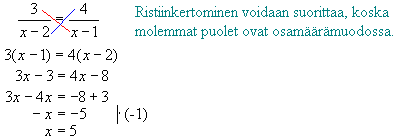 3/(x−2) = 4/(x−1)
Ristiinkertominen voidaan suorittaa, koska
molemmat puolet ovat osamäärämuodossa.
3(x−1) = 4(x−2)
3x−3 = 4x−8
3x−4x = −8+3
−x = −5 |·(-1)
x = 5